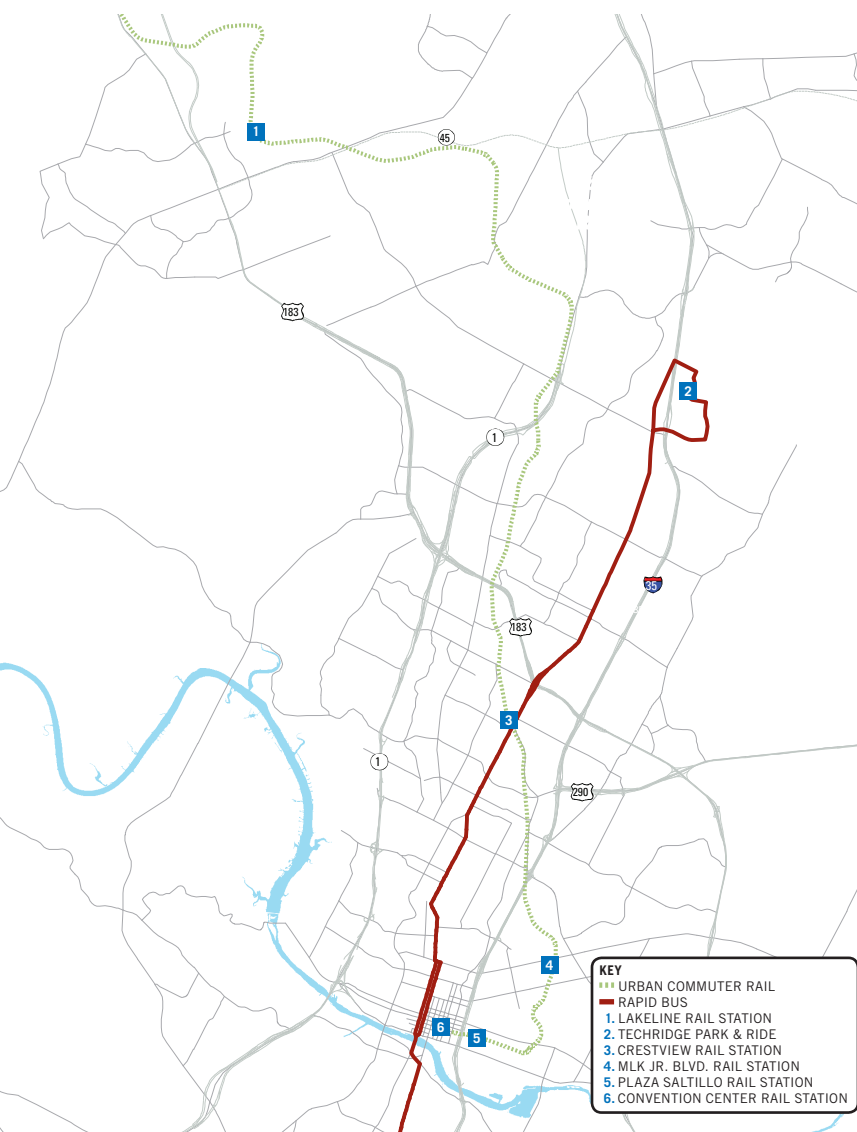 1
45
183
2
1
35
183
3
1
290
4
6
5
KEY
URBAN COMMUTER RAIL
RAPID BUS
1. LAKELINE RAIL STATION
2. TECHRIDGE PARK & RIDE
3. CRESTVIEW RAIL STATION
4. MLK JR. BLVD. RAIL STATION
5. PLAZA SALTILLO RAIL STATION
6. CONVENTION CENTER RAIL STATION